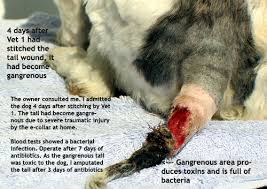 4 days after
Vet 1 had
stitched the
tail wound, it
had become
gangrenous
The owner consulted me. I admitted
the dog 4 days after stitching by Vet
1. The tail had become gangre-
nous due to severe traumatic injury
by the e-collar at home.
Blood tests showed a bacterial
infection. Operate after 7 days of
antibiotics. As the gangrenous tail
was toxic to the dog, I amputated
the tail after 3 days of antibiotics
<-- Gangrenous area pro-
duces toxins and is full of
bacteria